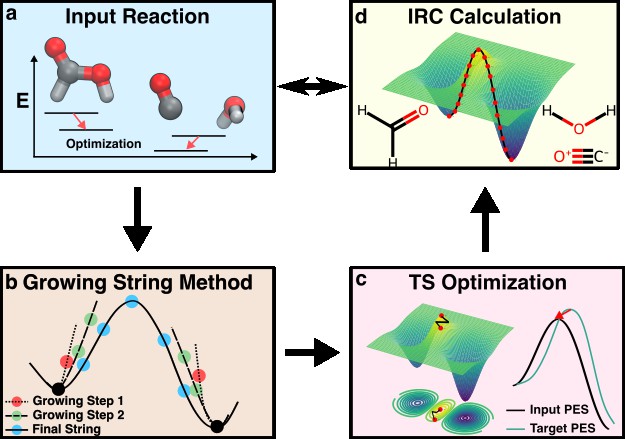 a Input Reaction
E
Optimization
d IRC Calculation
H
O
H
H
H
O
O+
C-
b Growing String Method
Growing Step 1
Growing Step 2
Final String
c TS Optimization
Input PES
Target PES